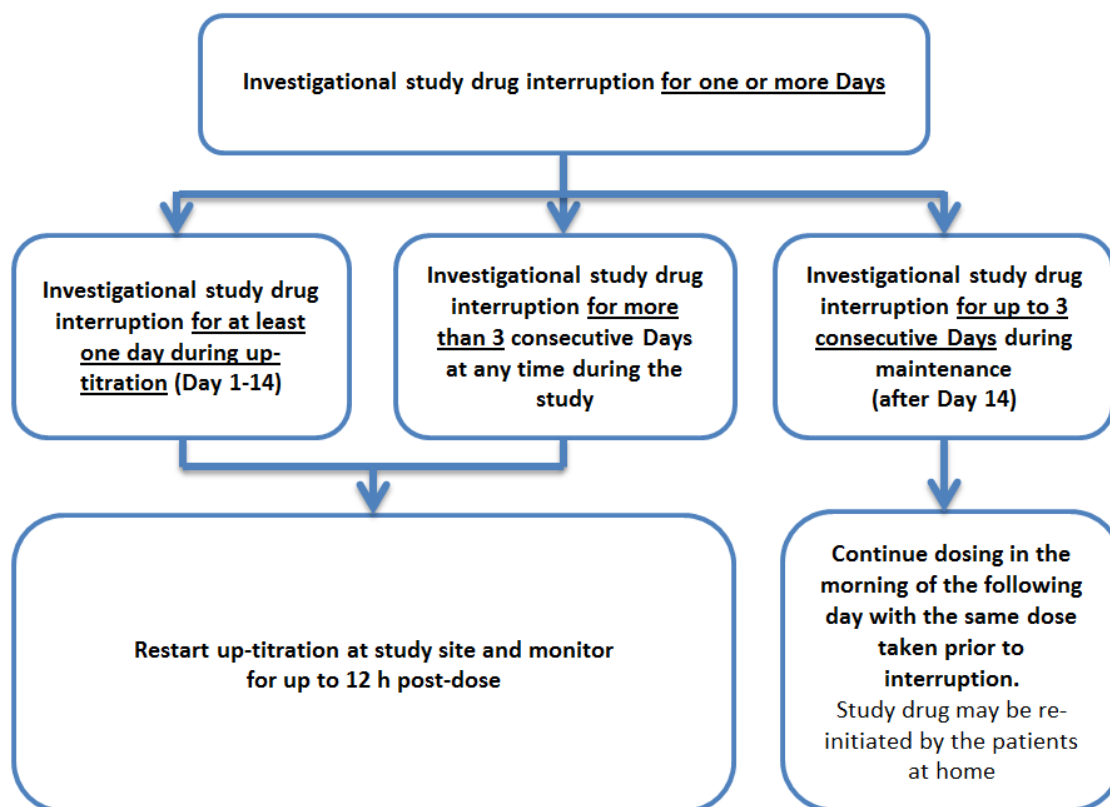 Investigational study drug interruption for one or more Days
Investigational study drug
interruption for at least
one day during up-
titration (Day 1-14)
Investigational study drug
interruption for more
than 3 consecutive Days
at any time during the
study
Investigational study drug
interruption for up to 3
consecutive Days during
maintenance
(after Day 14)
Restart up-titration at study site and monitor
for up to 12 h post-dose
Continue dosing in the
morning of the following
day with the same dose
taken prior to
interruption.
Study drug may be re-
initiated by the patients
at home